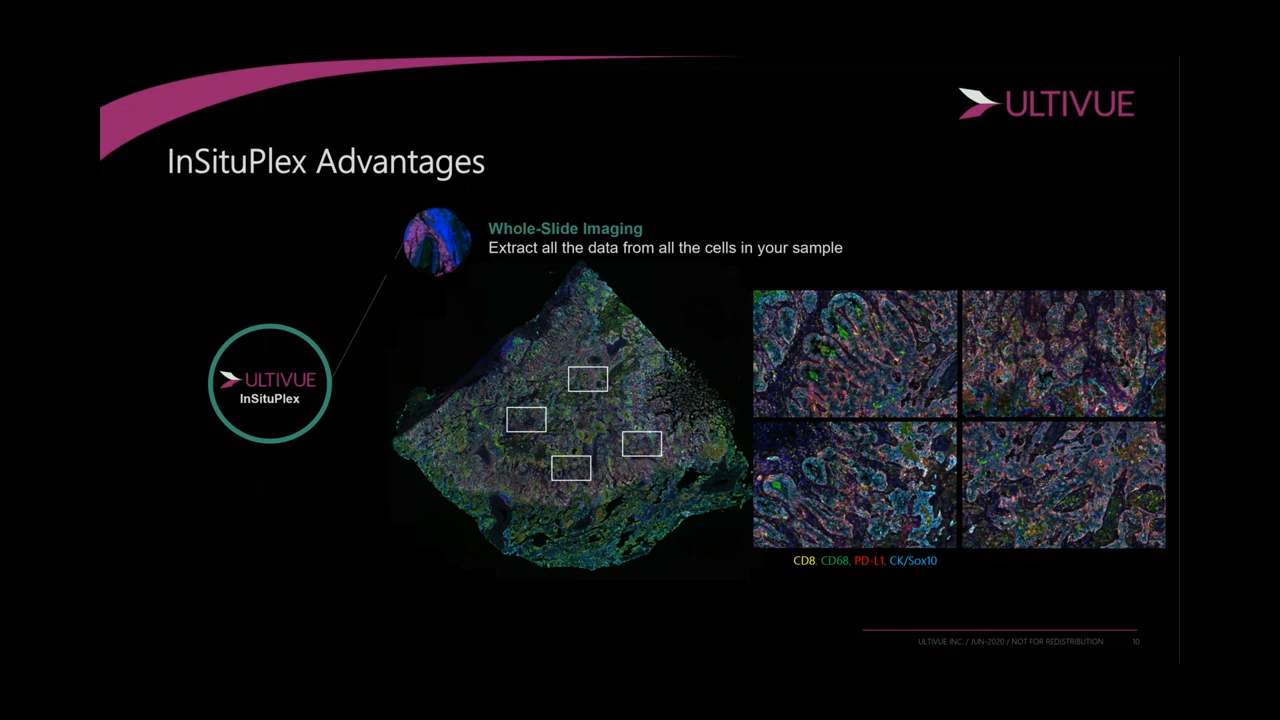 ULTIVUE
InSituPlex Advantages
Whole-Slide Imaging
Extract all the data from all the cells in your sample
ULTIVUE
InSituPlex
CD8, CD68, PD-L1, CK/Sox10
ULTIVUE INC. / JUN-2020 / NOT FOR REDISTRIBUTION 10